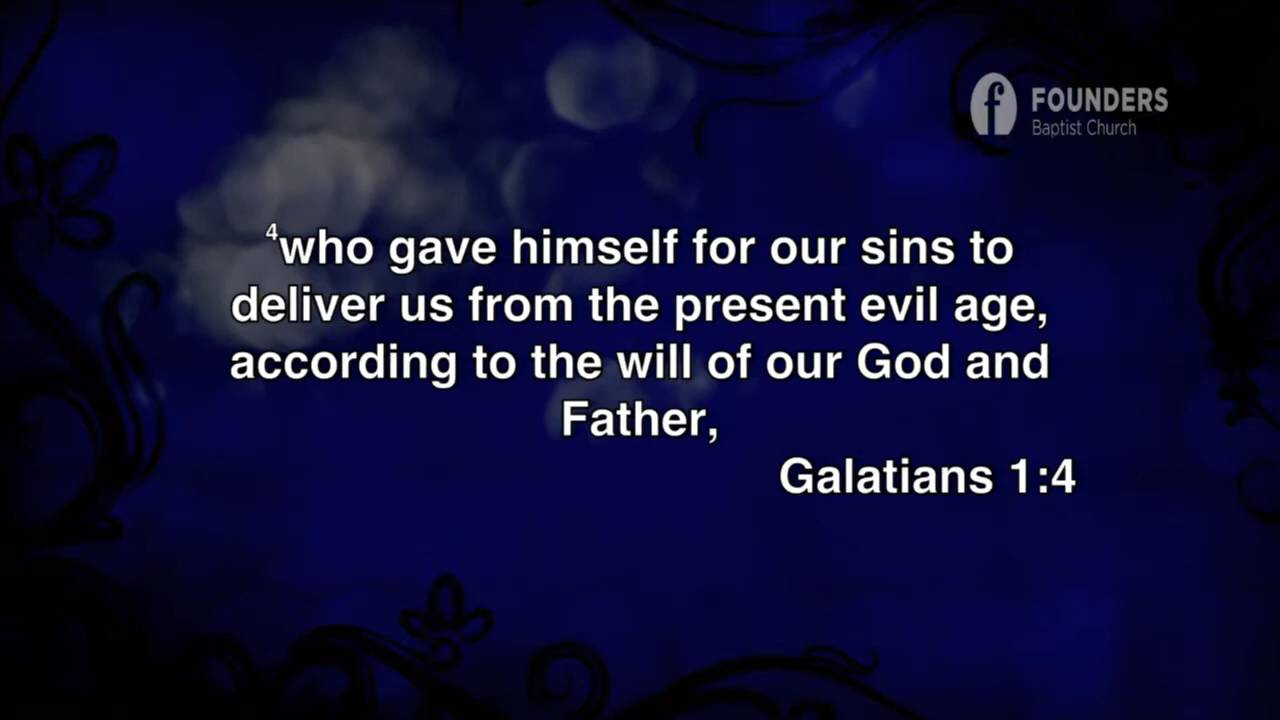 FOUNDERS
Baptist Church
4who gave himself for our sins to
deliver us from the present evil age,
according to the will of our God and
Father,
Galatians 1:4